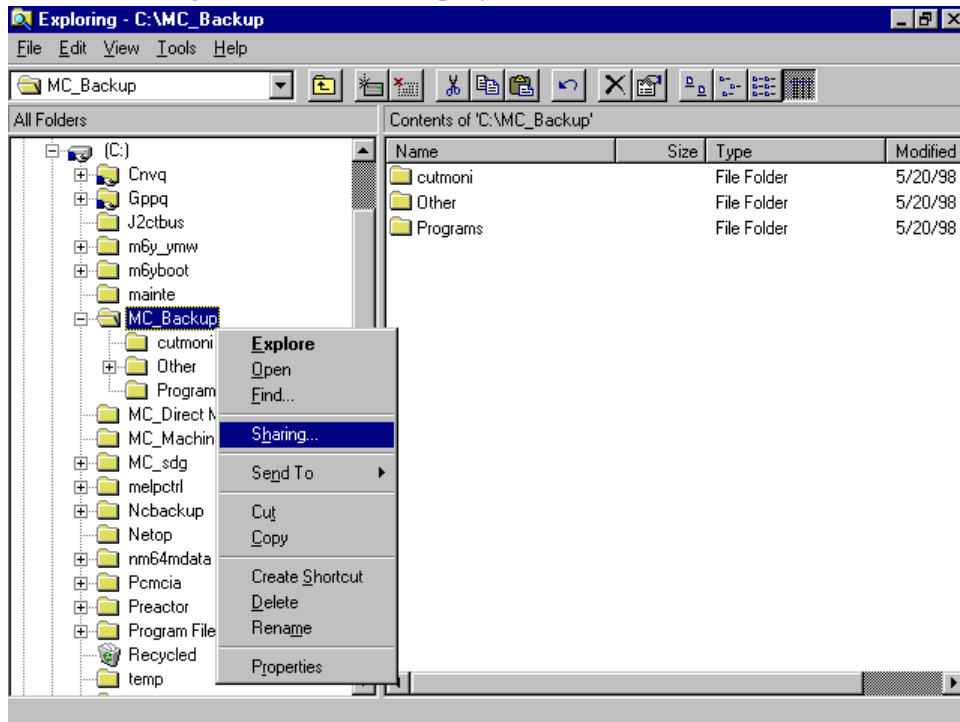 Exploring - C:\MC_Backup
File Edit View Tools Help
MC_Backup
All Folders
Contents of 'C:\MC_Backup'
(C:)
Cnvq
Gppq
J2ctbus
m6y_ymw
m6yboot
mainte
MC_Backup
cutmoni
Other
Program
MC_Direct
MC_Machin
MC_sdg
melpctrl
Ncbackup
Netop
nm64mdata
Pcmcia
Preactor
Program File
Recycled
temp
Explore
Open
Find...
Sharing...
Send To
Cut
Copy
Create Shortcut
Delete
Rename
Properties
Name Size Type Modified
cutmoni File Folder 5/20/98
Other File Folder 5/20/98
Programs File Folder 5/20/98